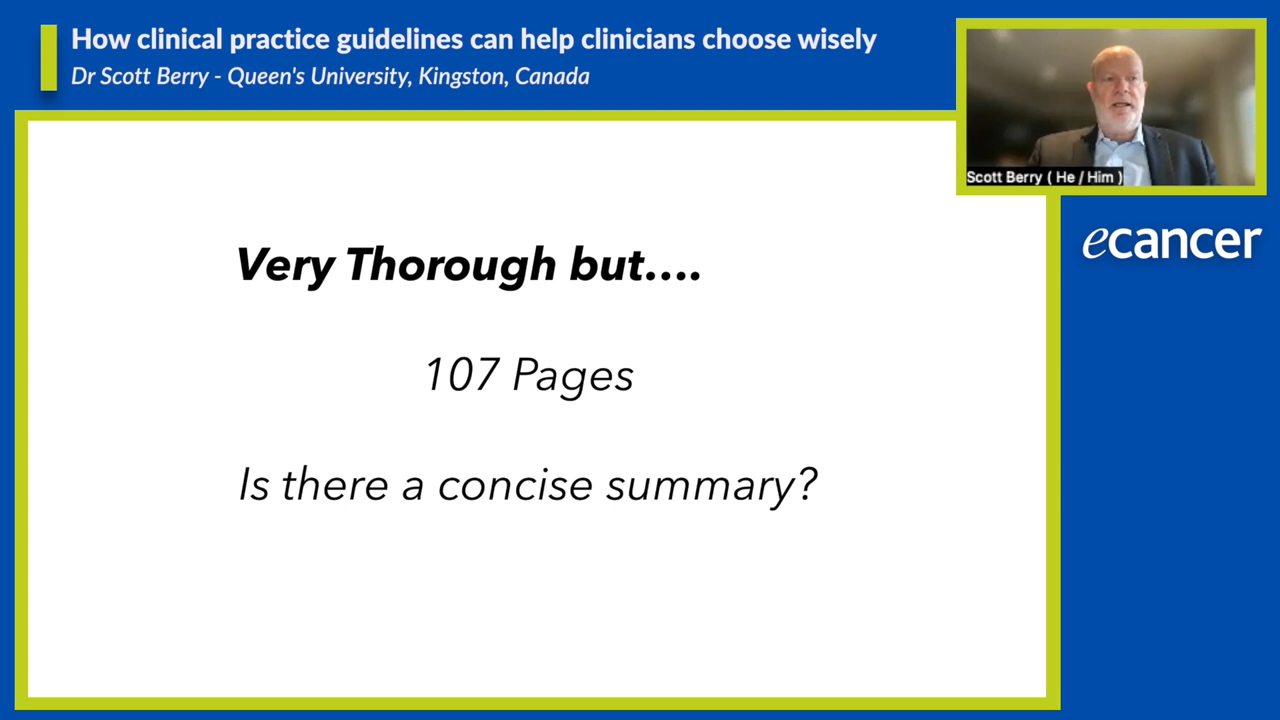 How clinical practice guidelines can help clinicians choose wisely
Dr Scott Berry - Queen's University, Kingston, Canada
Scott Berry ( He / Him )
ecancer
Very Thorough but....
107 Pages
Is there a concise summary?